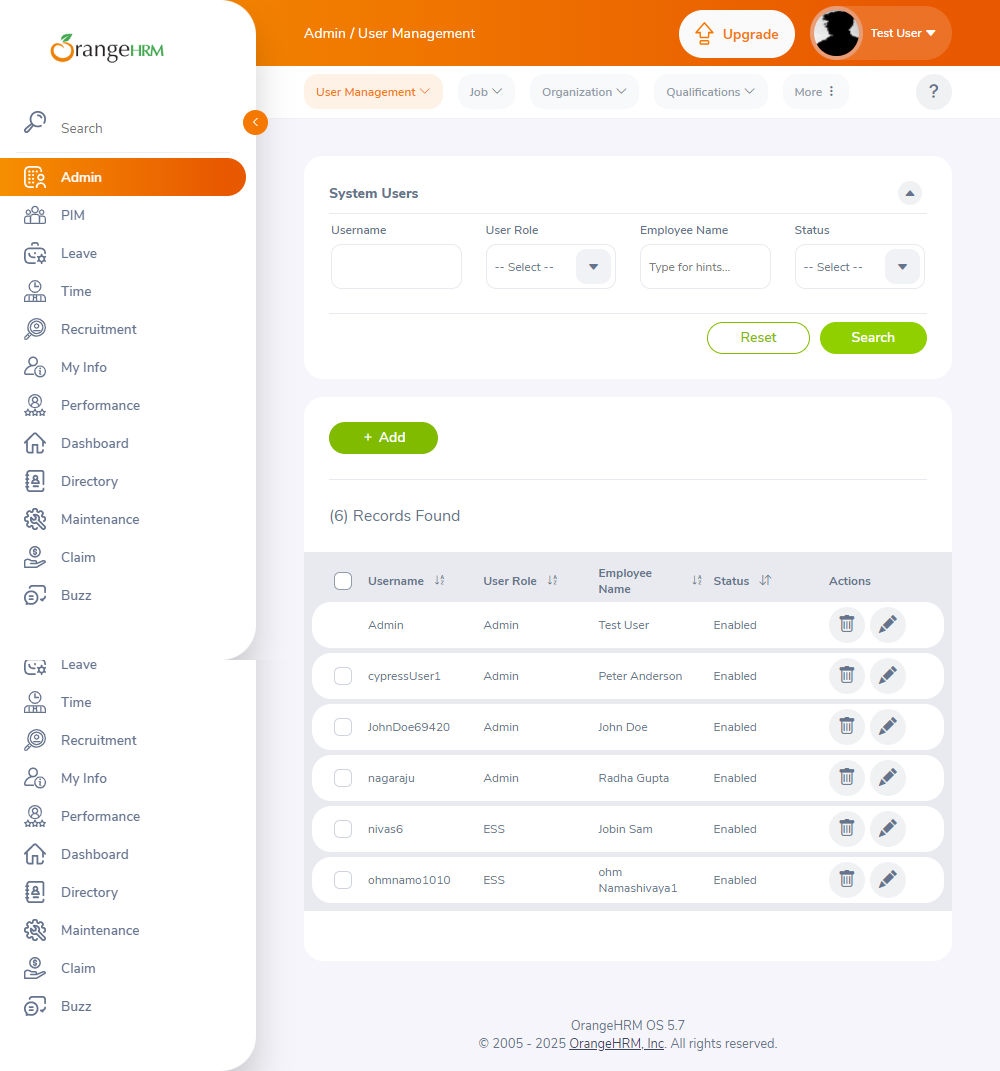 OrangeHRM
Search
Admin
PIM
Leave
Time
Recruitment
My Info
Performance
Dashboard
Directory
Maintenance
Claim
Buzz
Leave
Time
Recruitment
My Info
Performance
Dashboard
Directory
Maintenance
Claim
Buzz
Admin / User Management
Upgrade
Test User
User Management
Job
Organization
Qualifications
More
?
System Users
Username
User Role
Employee Name
Status
-- Select --
Type for hints...
-- Select --
Reset
Search
+ Add
(6) Records Found
Username
User Role
Employee
Name
Status
Actions
Admin Admin Test User Enabled
cypressUser1 Admin Peter Anderson Enabled
JohnDoe69420 Admin John Doe Enabled
nagaraju Admin Radha Gupta Enabled
nivas6 ESS Jobin Sam Enabled
ohmnamo1010 ESS ohm
Namashivaya1 Enabled
OrangeHRM OS 5.7
© 2005 - 2025 OrangeHRM, Inc. All rights reserved.